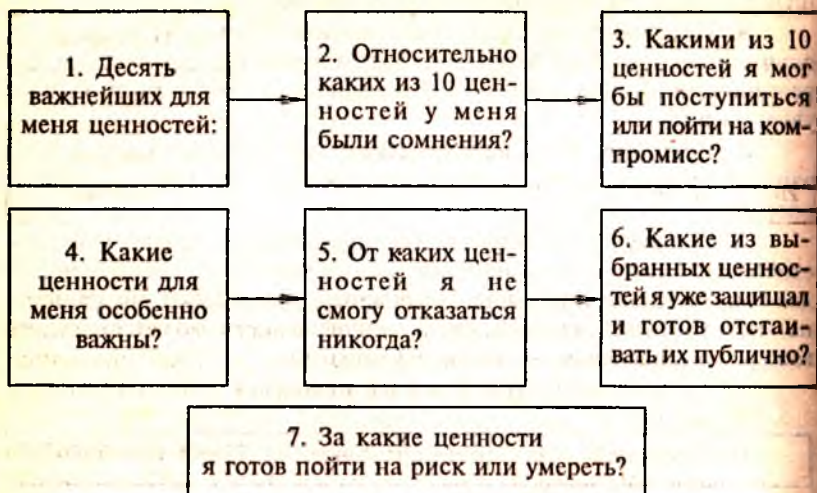 1. Десять
важнейших для
меня ценностей:
2. Относительно
каких из 10 цен-
ностей у меня
были сомнения?
3. Какими из 10
ценностей я мог
бы поступиться
или пойти на ком-
промисс?
4. Какие
ценности для
меня особенно
важны?
5. От каких цен-
ностей я не
смогу отказаться
никогда?
6. Какие из вы-
бранных ценнос-
тей я уже защищал
и готов отстаи-
вать их публично?
7. За какие ценности
я готов пойти на риск или умереть?